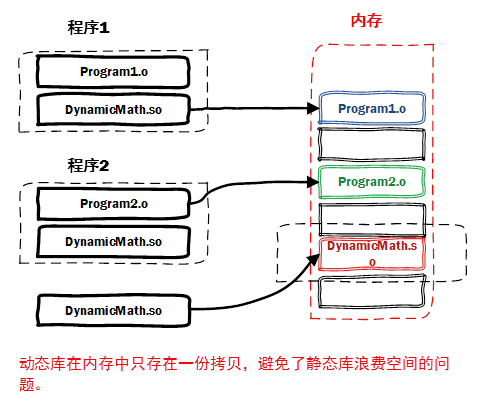 程序1
Program1.o
DynamicMath.so
程序2
Program2.o
DynamicMath.so
DynamicMath.so
内存
Program1.o
Program2.o
DynamicMath.s
o
动态库在内存中只存在一份拷贝，避免了静态库浪费空间的问
题。